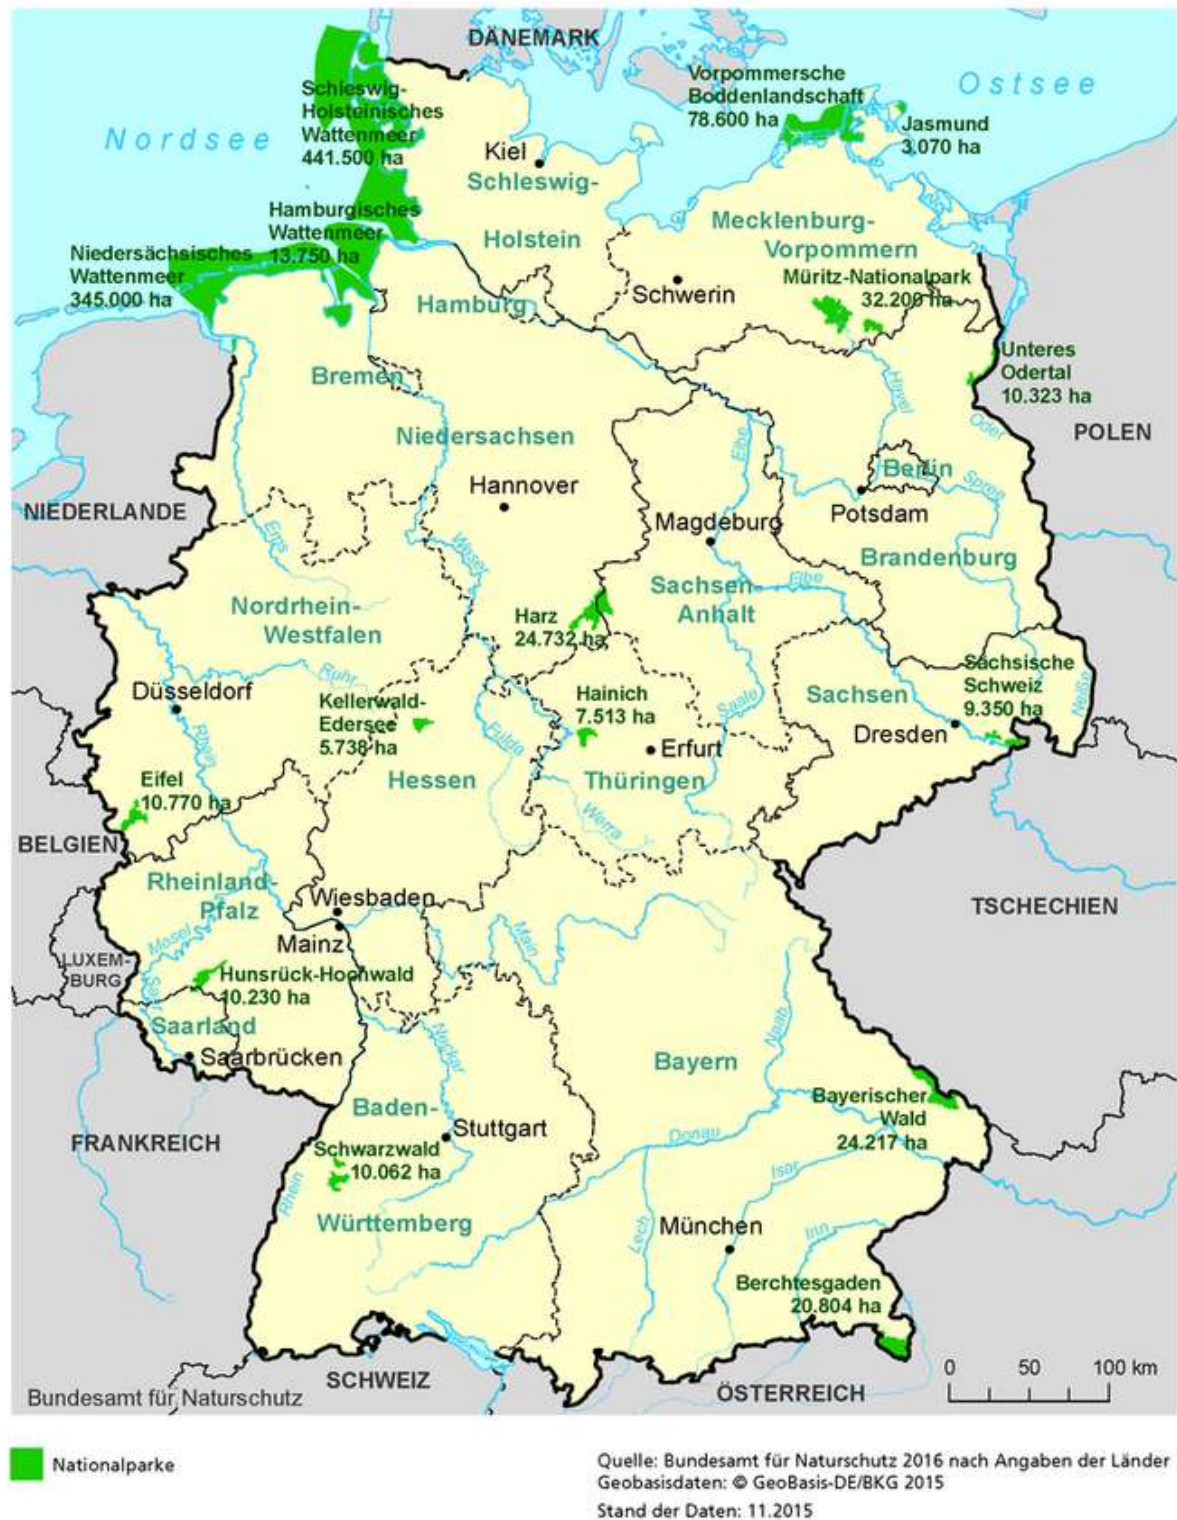 DÄNEMARK
Ostsee
Nordsee
Schleswig-
Holsteinisches
Wattenmeer
441.500 ha
Vorpommersche
Boddenlandschaft
78.600 ha
Jasmund
3.070 ha
Kiel
Schleswig-
Holstein
Hamburgisches
Wattenmeer
13.750 ha
Niedersächsisches
Wattenmeer
345.000 ha
Mecklenburg-
Vorpommern
Schwerin
Müritz-Nationalpark
32.200 ha
Hamburg
Bremen
Unteres
Odertal
10.323 ha
Havel
Oder
POLEN
Niedersachsen
Elbe
Berlin
Spree
Hannover
Potsdam
NIEDERLANDE
Magdeburg
Ems
Weser
Brandenburg
Elbe
Sachsen-
Anhalt
Nordrhein-
Westfalen
Harz
24.732 ha
Ruhr
Düsseldorf
Rhein
Kellerwald-
Edersee
5.738 ha
Fulda
Hainich
7.513 ha
Saale
Sachsen
Sächsische
Schweiz
9.350 ha
Neiße
Dresden
Erfurt
Hessen
Thüringen
Werra
Eifel
10.770 ha
BELGIEN
Rheinland-
Pfalz
Wiesbaden
Mainz
Main
TSCHECHIEN
Mosel
LUXEM-
BURG
Saar
Hunsrück-Hochwald
10.230 ha
Saarland
Saarbrücken
Neckar
Naab
Bayern
Baden-
Stuttgart
Bayerischer
Wald
24.217 ha
FRANKREICH
Donau
Schwarzwald
10.062 ha
Isar
Rhein
Württemberg
Lech
München
Inn
Berchtesgaden
20.804 ha
0 50 100 km
SCHWEIZ
ÖSTERREICH
Bundesamt für Naturschutz
Nationalparke
Quelle: Bundesamt für Naturschutz 2016 nach Angaben der Länder
Geobasisdaten: © GeoBasis-DE/BKG 2015
Stand der Daten: 11.2015